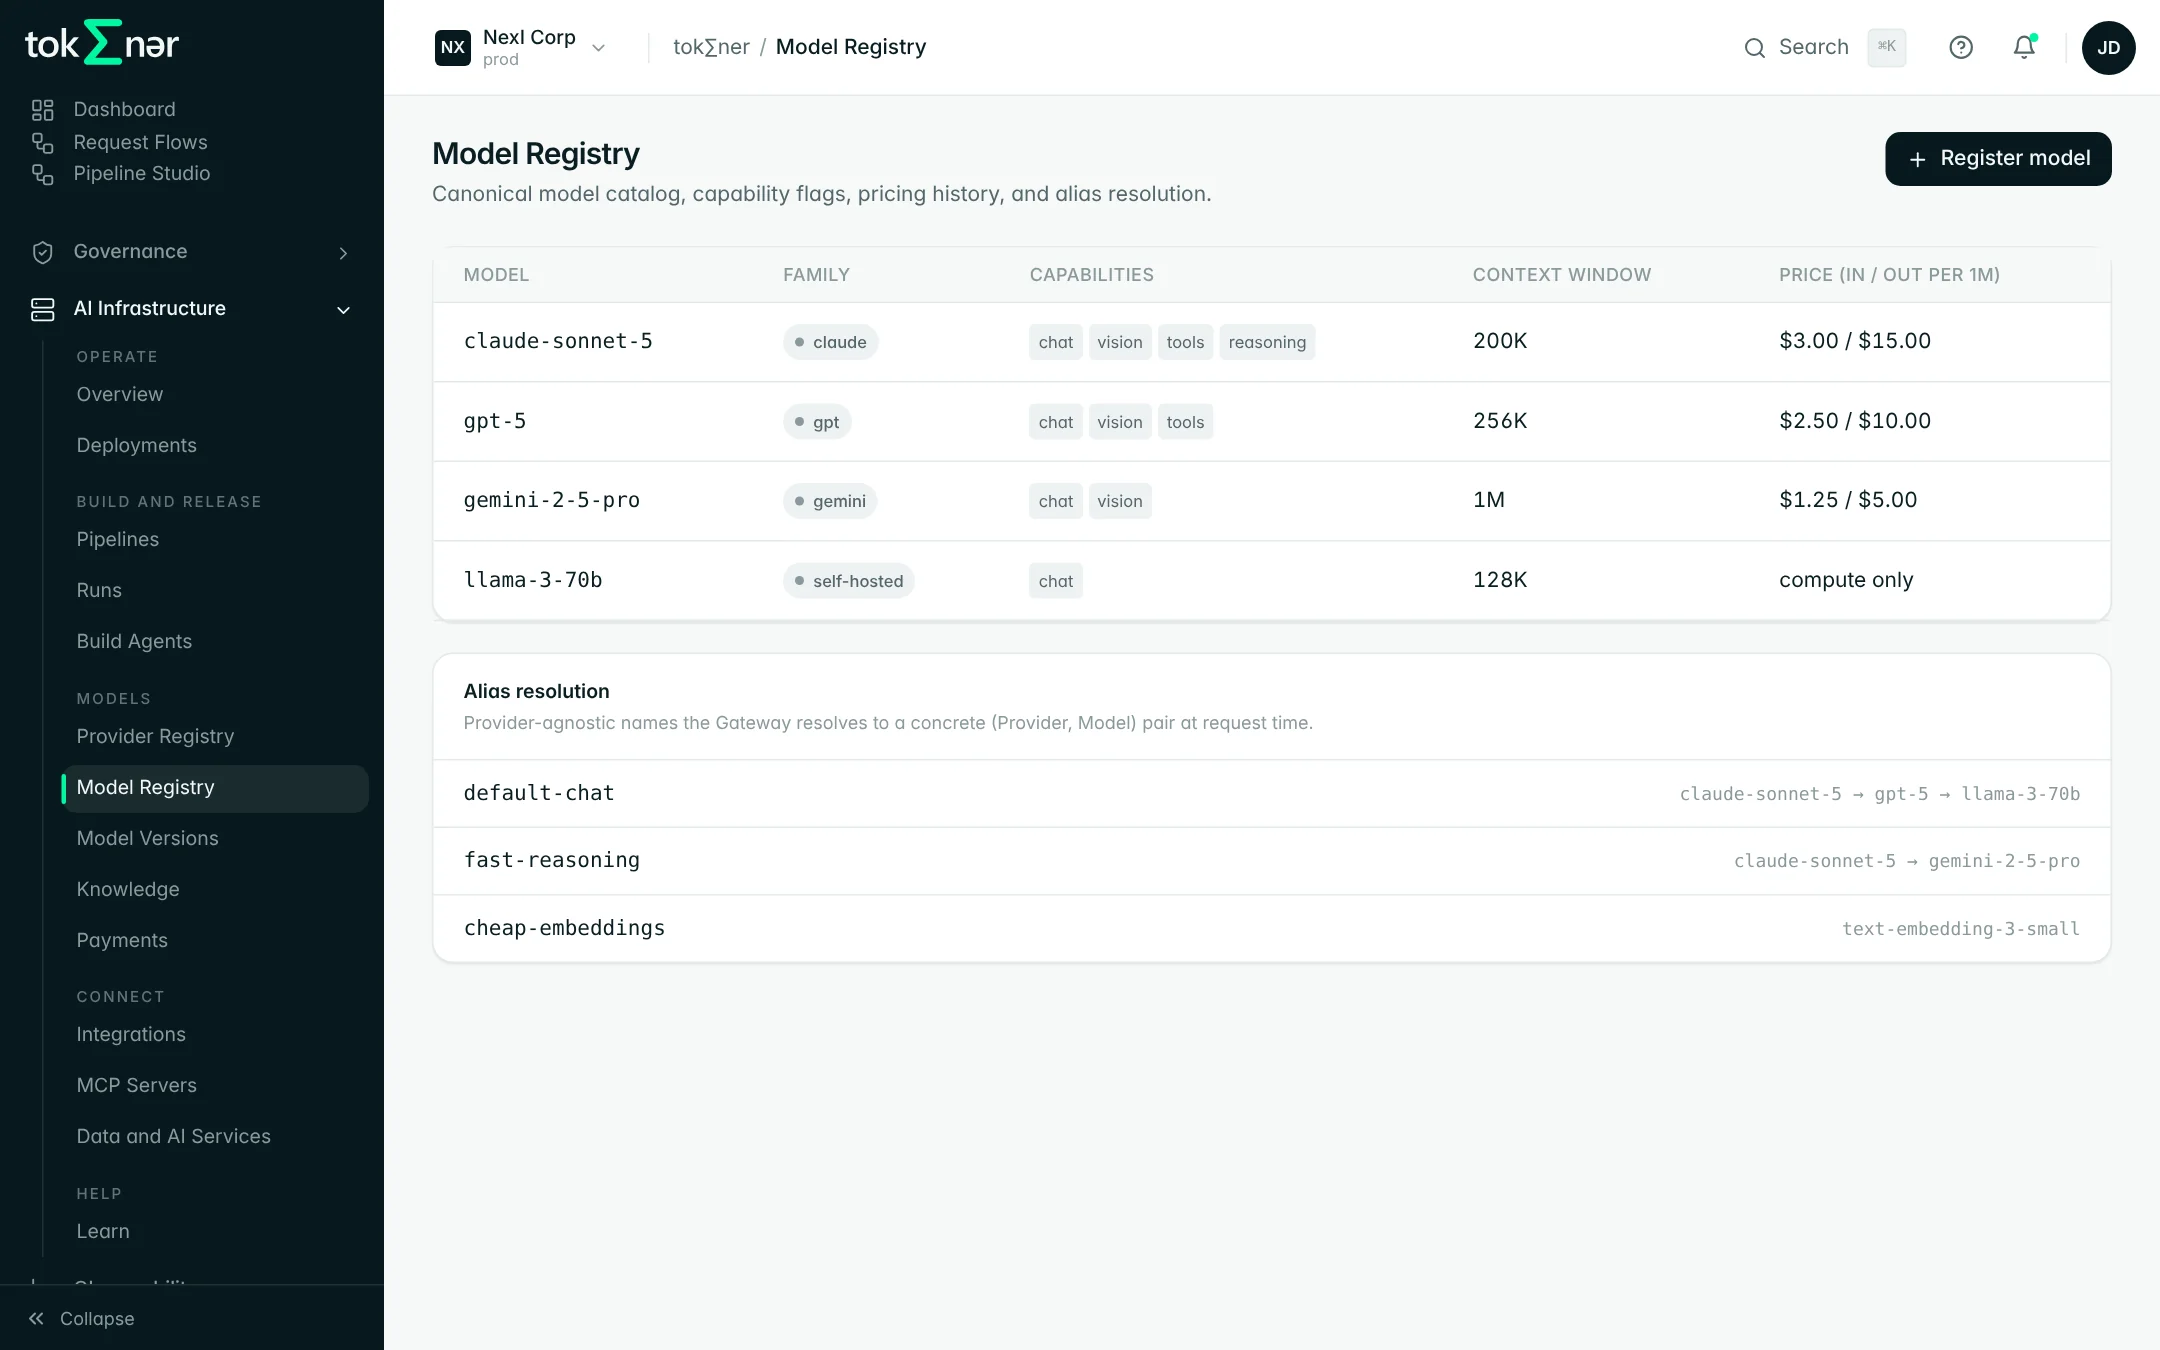 tok∑nər
Dashboard
Request Flows
Pipeline Studio
Governance
AI Infrastructure
OPERATE
Overview
Deployments
BUILD AND RELEASE
Pipelines
Runs
Build Agents
MODELS
Provider Registry
Model Registry
Model Versions
Knowledge
Payments
CONNECT
Integrations
MCP Servers
Data and AI Services
HELP
Learn
Collapse
NX
Nexl Corp
prod
tok∑ner / Model Registry
Search ⌘K
JD
Model Registry
Canonical model catalog, capability flags, pricing history, and alias resolution.
+ Register model
MODEL FAMILY CAPABILITIES CONTEXT WINDOW PRICE (IN / OUT PER 1M)
claude-sonnet-5 claude chat vision tools reasoning 200K $3.00 / $15.00
gpt-5 gpt chat vision tools 256K $2.50 / $10.00
gemini-2-5-pro gemini chat vision 1M $1.25 / $5.00
llama-3-70b self-hosted chat 128K compute only
Alias resolution
Provider-agnostic names the Gateway resolves to a concrete (Provider, Model) pair at request time.
default-chat claude-sonnet-5 → gpt-5 → llama-3-70b
fast-reasoning claude-sonnet-5 → gemini-2-5-pro
cheap-embeddings text-embedding-3-small